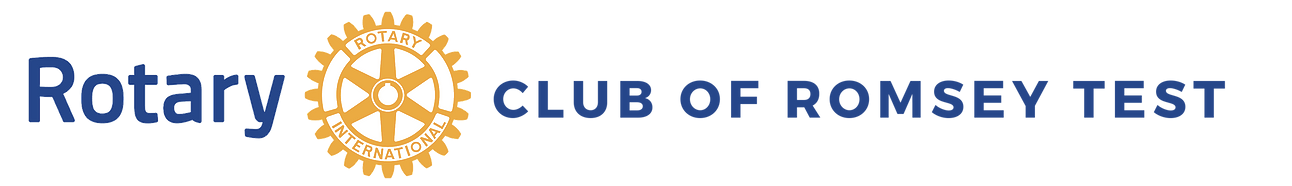 Rotary
ROTARY
INTERNATIONAL
CLUB OF ROMSEY TEST